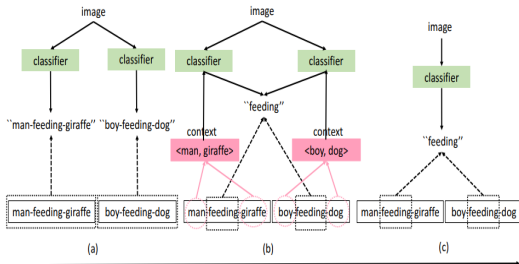 image
classifier
classifier
``man-feeding-giraffe''
``boy-feeding-dog''
man-feeding-giraffe
boy-feeding-dog
(a)
image
classifier
classifier
``feeding''
context
<man, giraffe>
context
<boy, dog>
man-feeding-giraffe
boy-feeding-dog
(b)
image
classifier
``feeding''
man-feeding-giraffe
boy-feeding-dog
(c)